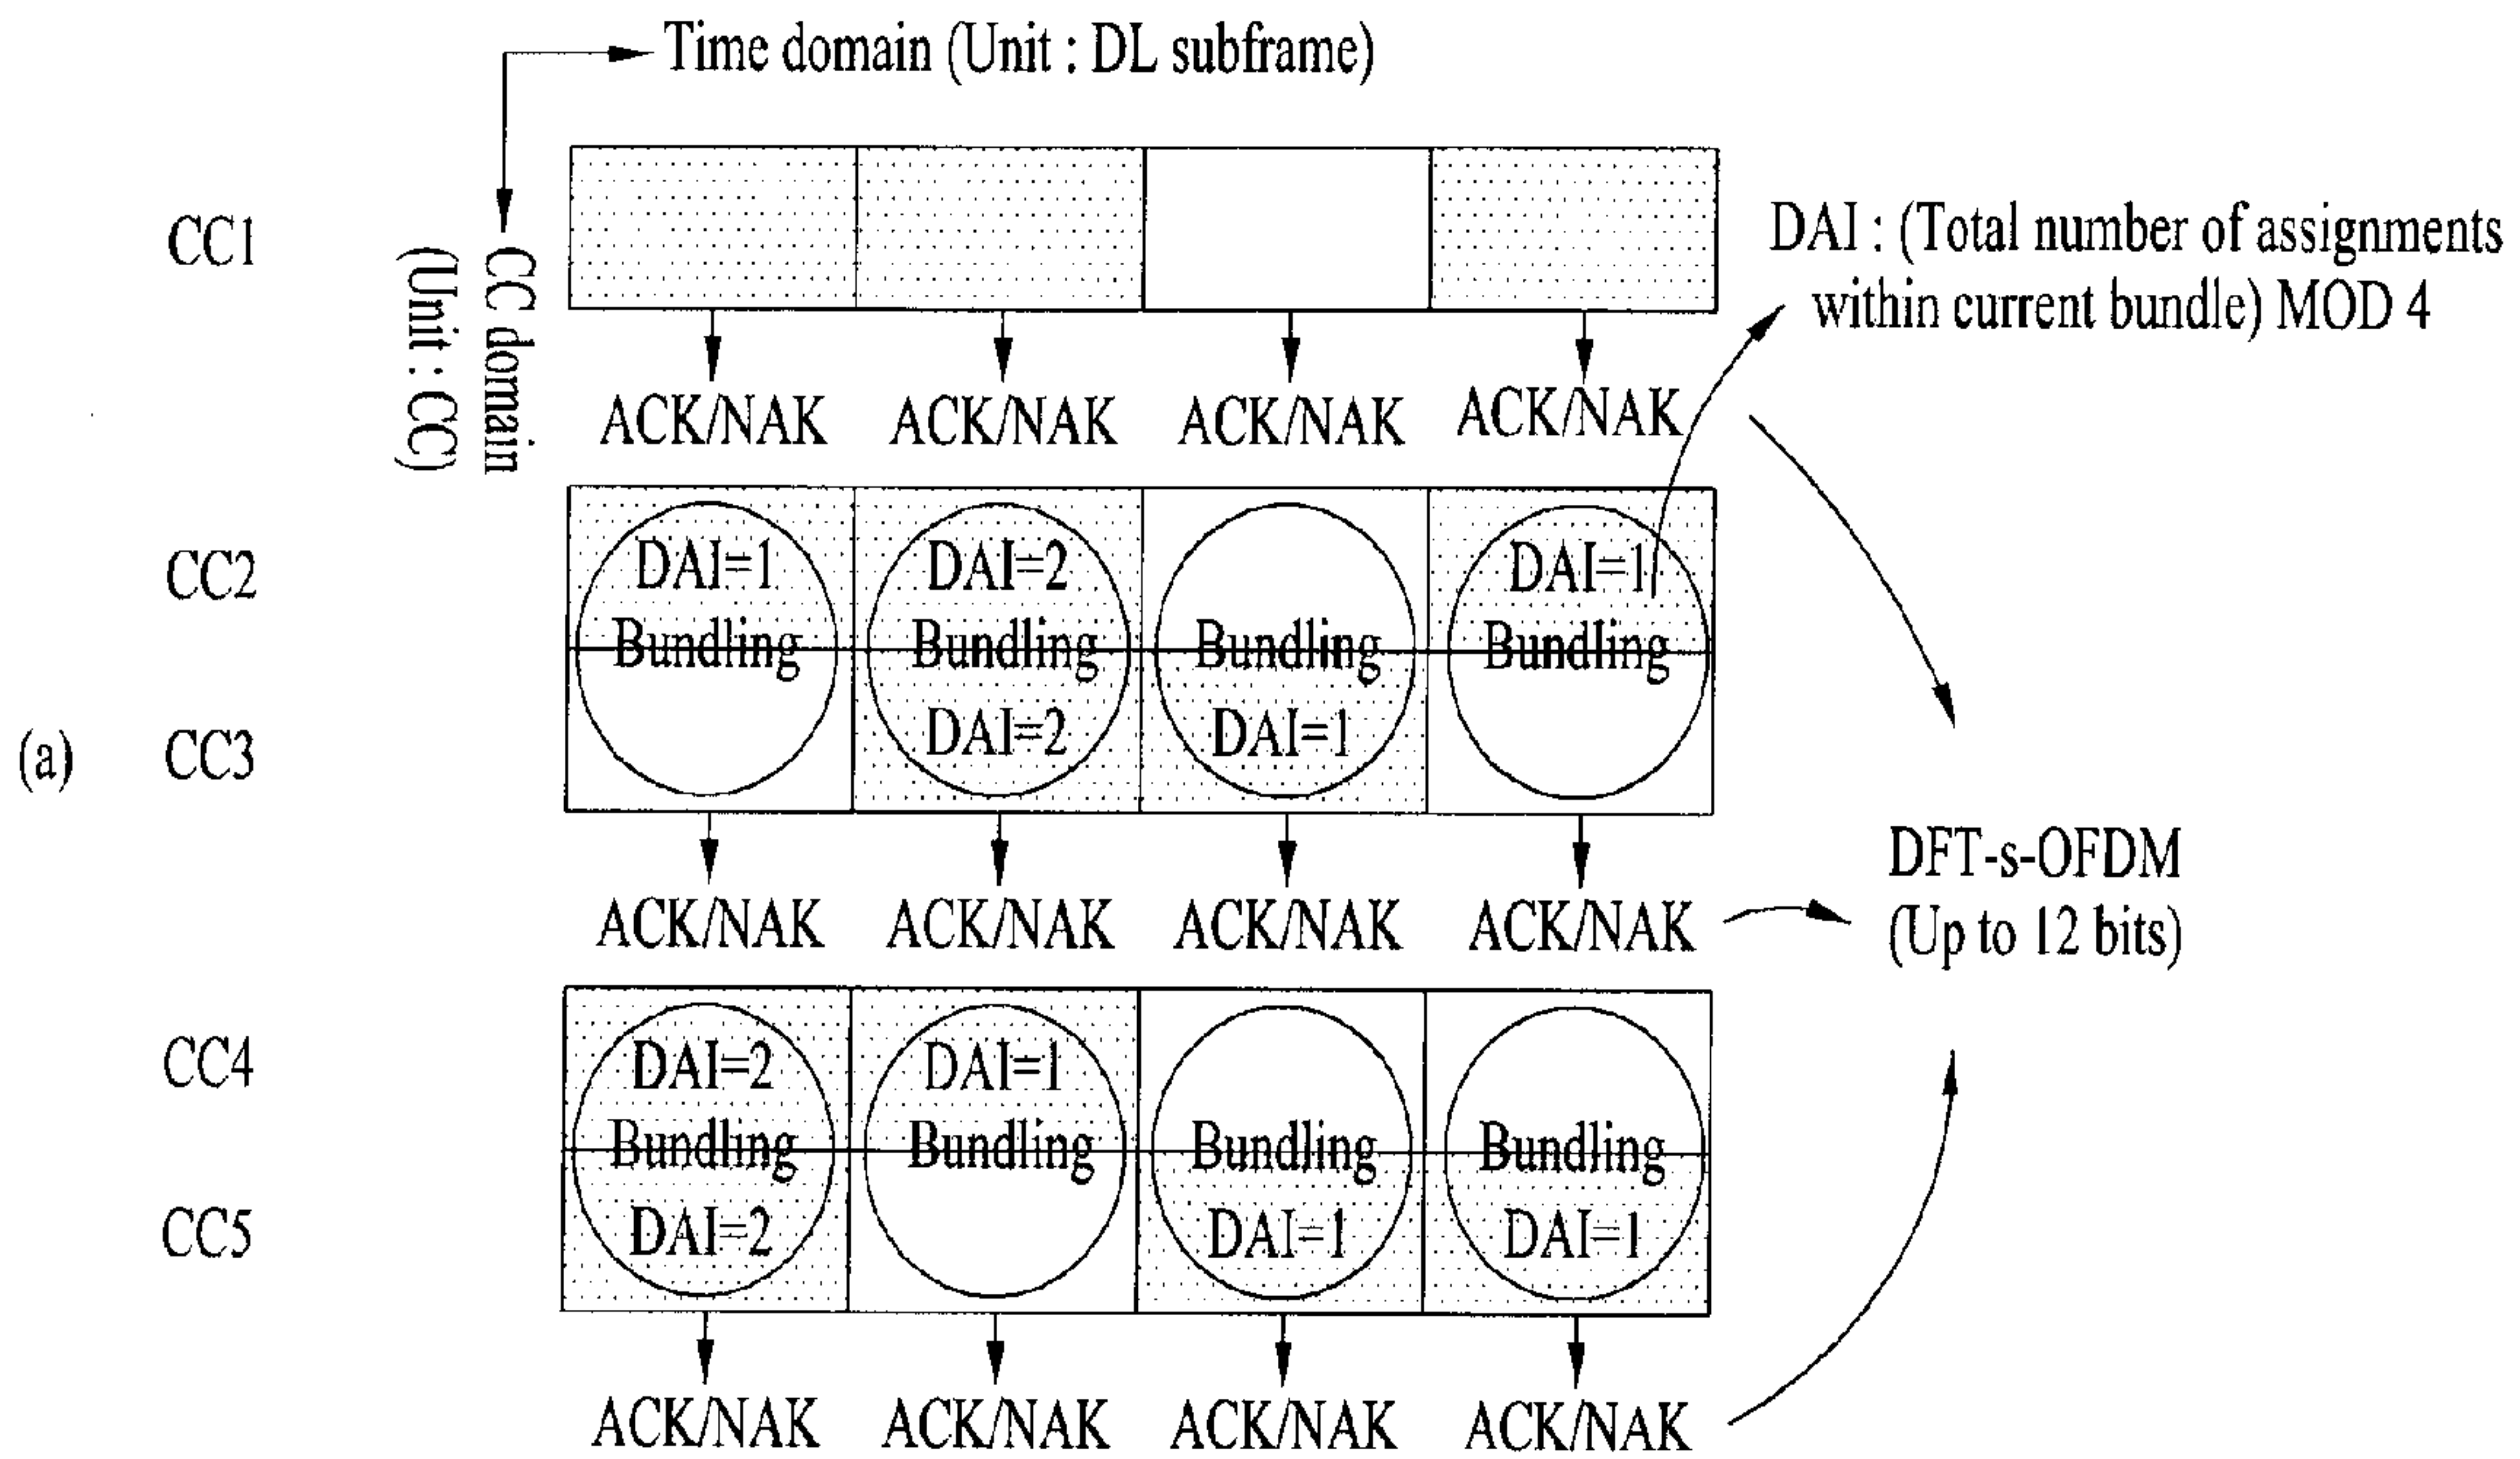 Time domain (Unit : DL subframe)
CC domain
(Unit : CC)
CC1
DAI : (Total number of assignments
within current bundle) MOD 4
ACK/NAK ACK/NAK ACK/NAK ACK/NAK
CC2
DAI=1 DAI=2 DAI=1
Bundling Bundling Bundling Bundling
(a) CC3
DAI=2 DAI=1
ACK/NAK ACK/NAK ACK/NAK ACK/NAK
DFT-s-OFDM
(Up to 12 bits)
CC4
DAI=2 DAI=1
Bundling Bundling Bundling Bundling
CC5
DAI=2 DAI=1 DAI=1
ACK/NAK ACK/NAK ACK/NAK ACK/NAK